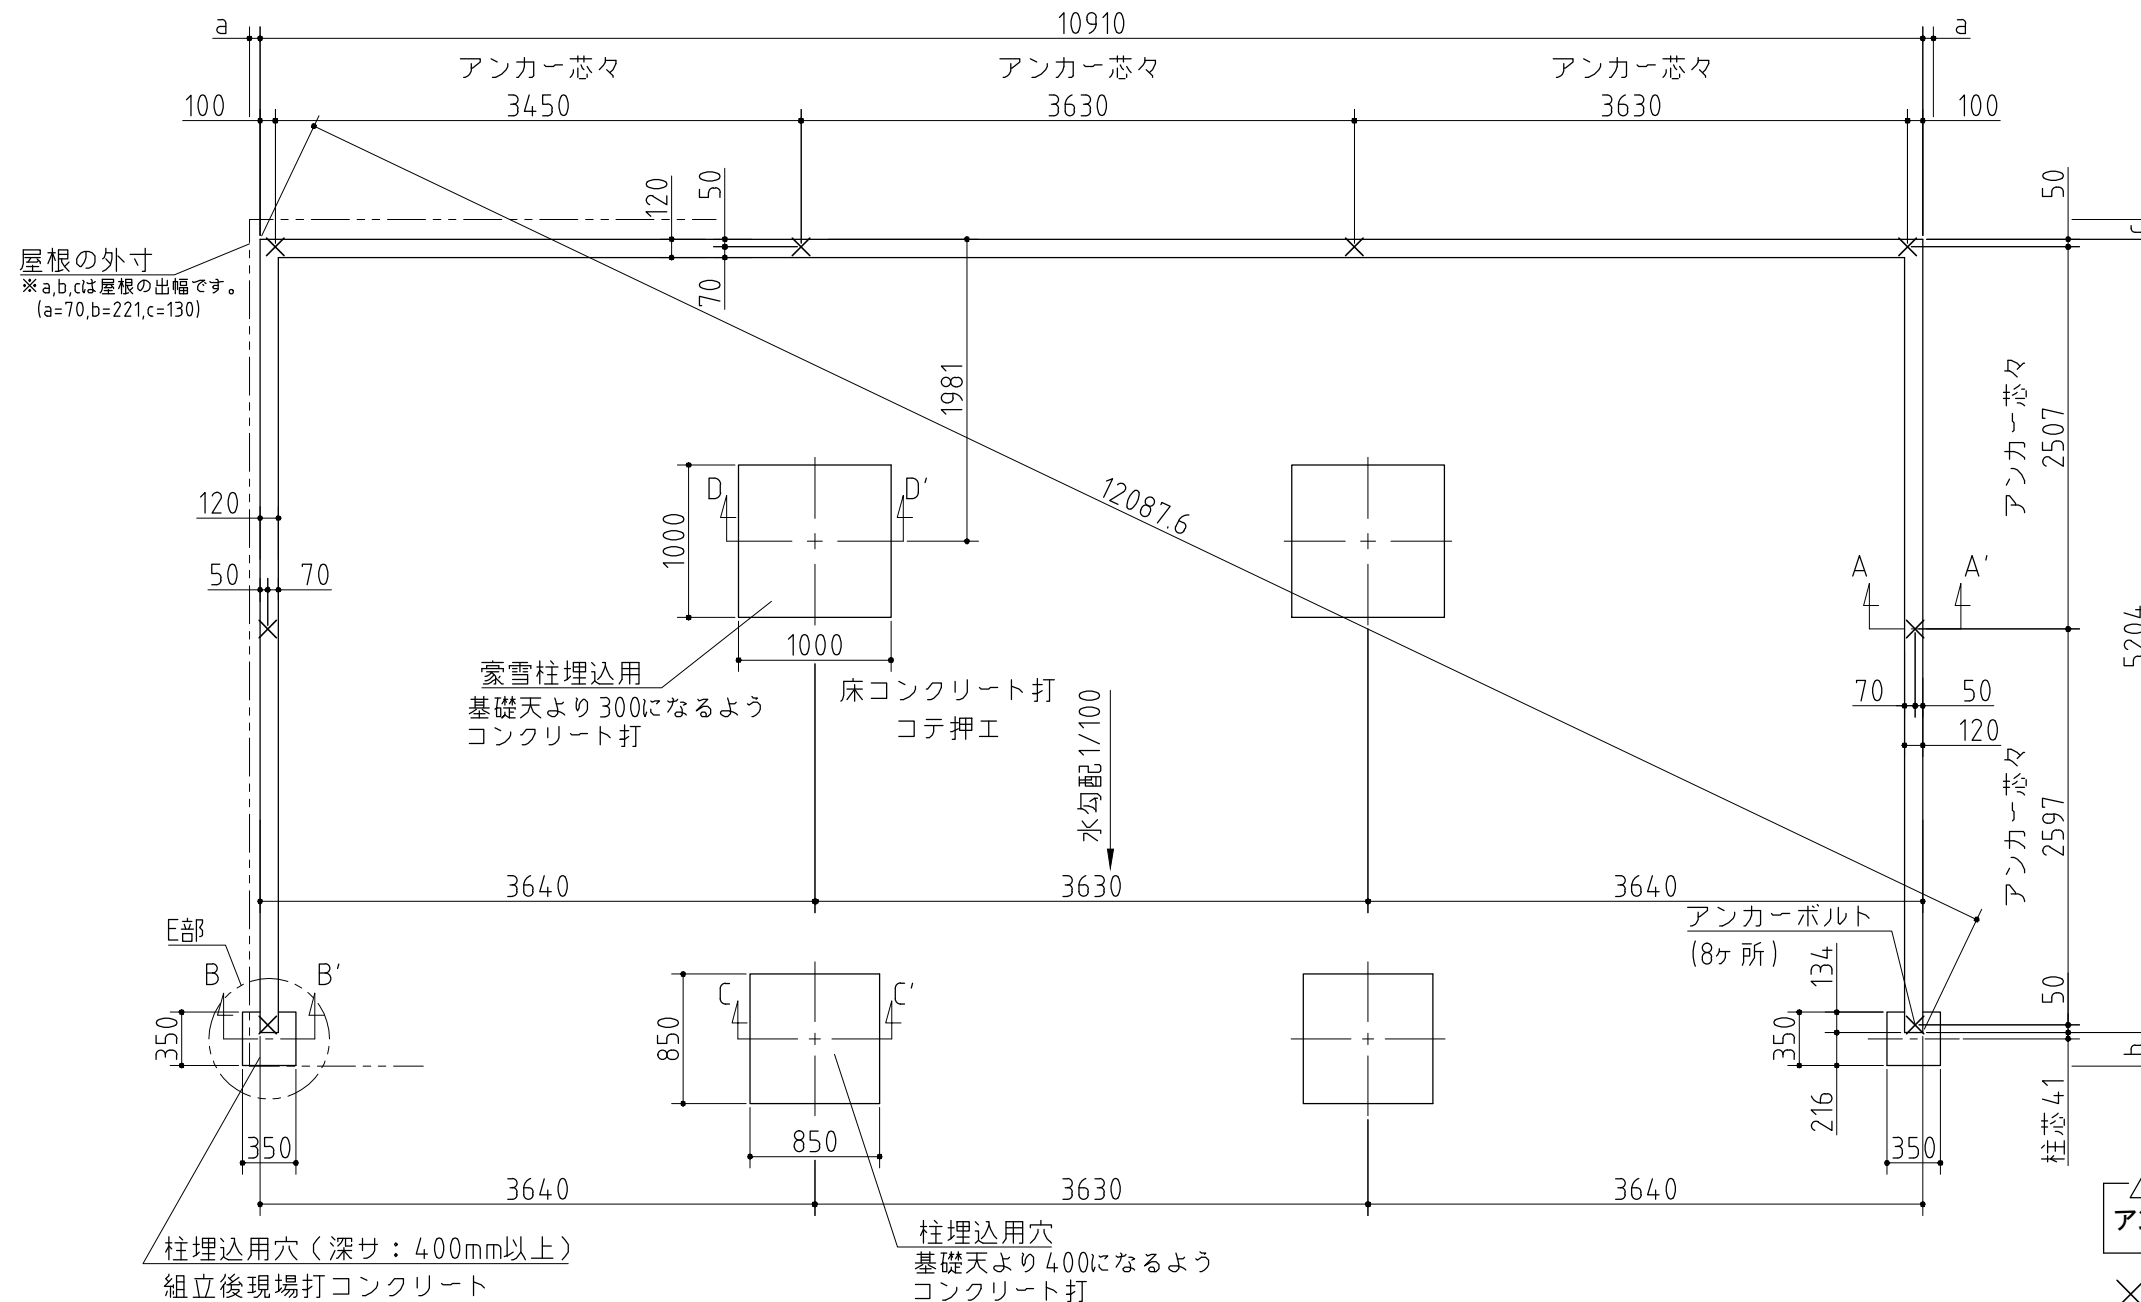 a
10910
a
アンカー芯々
アンカー芯々
アンカー芯々
100
3450
3630
3630
100
120
50
50
屋根の外寸
※a,b,cは屋根の出幅です。
(a=70,b=221,c=130)
70
1981
アンカー芯々
2507
12087.6
D
D'
120
1000
50
70
A
A'
5204
1000
豪雪柱埋込用
基礎天より300になるよう
コンクリート打
床コンクリート打
コテ押エ
水勾配1/100
70
50
120
アンカー芯々
2597
3640
3630
3640
アンカーボルト
(8ケ所)
E部
B
B'
C
C'
134
50
350
850
350
b
216
柱芯41
350
850
350
3640
3630
3640
柱埋込用穴(深サ:400mm以上)
組立後現場打コンクリート
柱埋込用穴
基礎天より400になるよう
コンクリート打